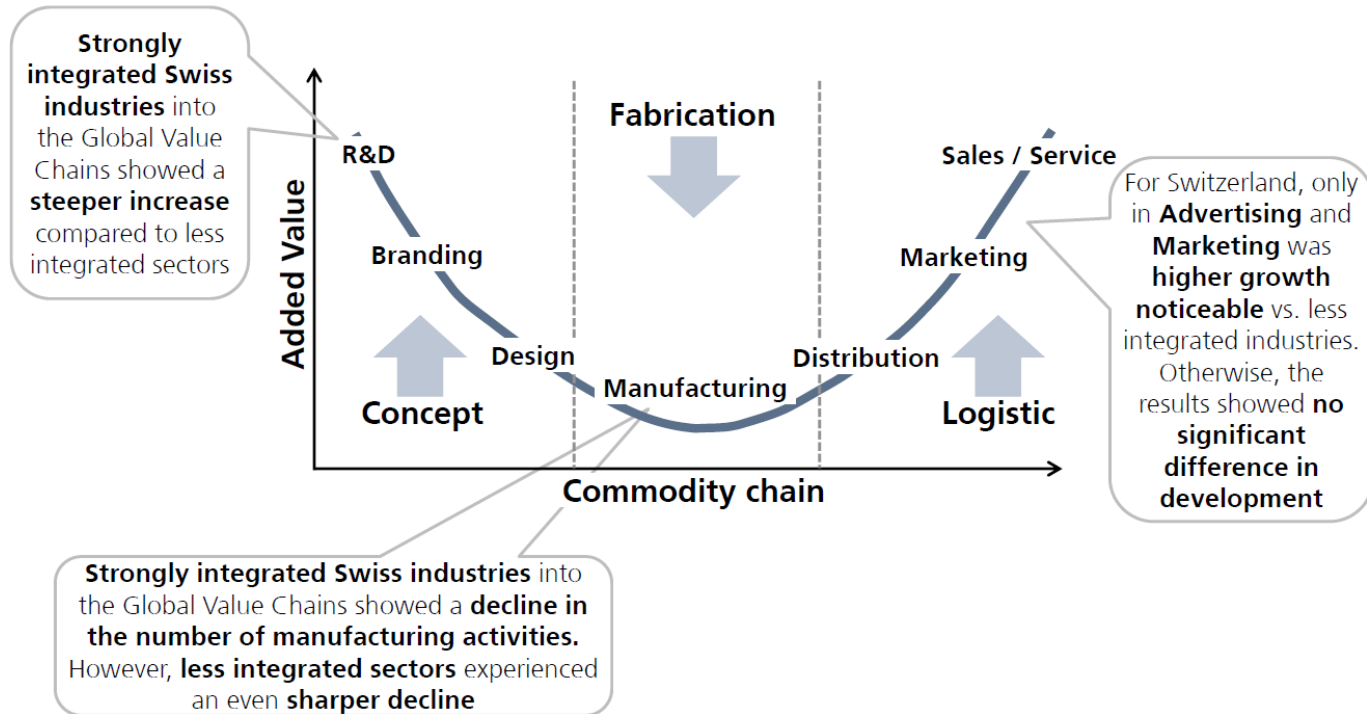 Strongly
integrated Swiss
industries into
the Global Value
Chains showed a
steeper increase
compared to less
integrated sectors
Added Value
R&D
Branding
Design
Concept
Fabrication
Manufacturing
Commodity chain
Sales / Service
Marketing
Distribution
Logistic
For Switzerland, only
in Advertising and
Marketing was
higher growth
noticeable vs. less
integrated industries.
Otherwise, the
results showed no
significant
difference in
development
Strongly integrated Swiss industries into
the Global Value Chains showed a decline in
the number of manufacturing activities.
However, less integrated sectors experienced
an even sharper decline